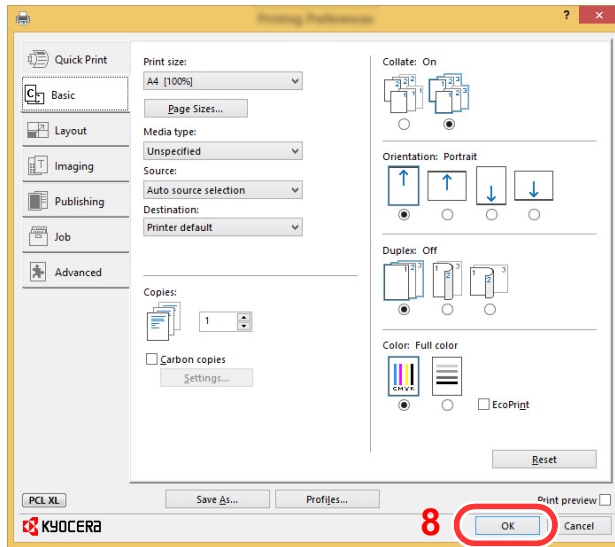 Printing Preferences
? ×
Quick Print
Basic
Layout
Imaging
Publishing
Job
Advanced
Print size:
A4 [100%]
Page Sizes...
Media type:
Unspecified
Source:
Auto source selection
Destination:
Printer default
Copies:
1
Carbon copies
Settings...
Collate: On
Orientation: Portrait
Duplex: Off
Color: Full color
CMYK
EcoPrint
Reset
PCL XL
Save As...
Profiles...
Print preview
KYOCERA
8
OK
Cancel